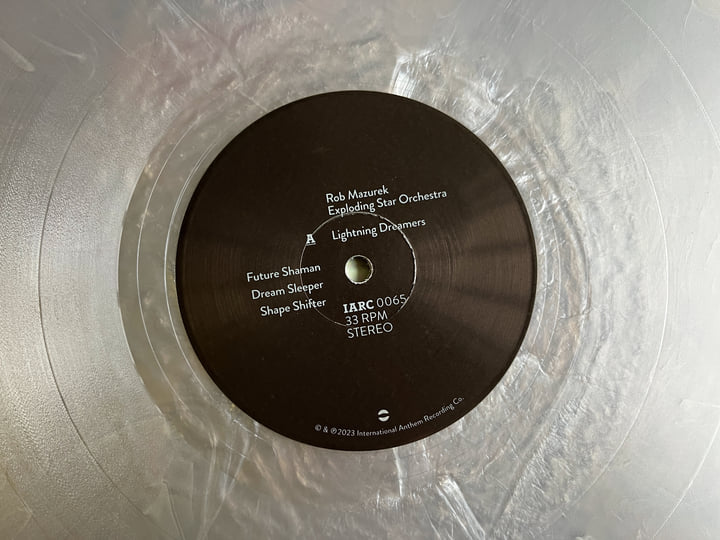 Rob Mazurek
Exploding Star Orchestra
A Lightning Dreamers
Future Shaman
Dream Sleeper
Shape Shifter
IARC 0065
33 RPM
STEREO
© & ℗2023 International Anthem Recording Co.